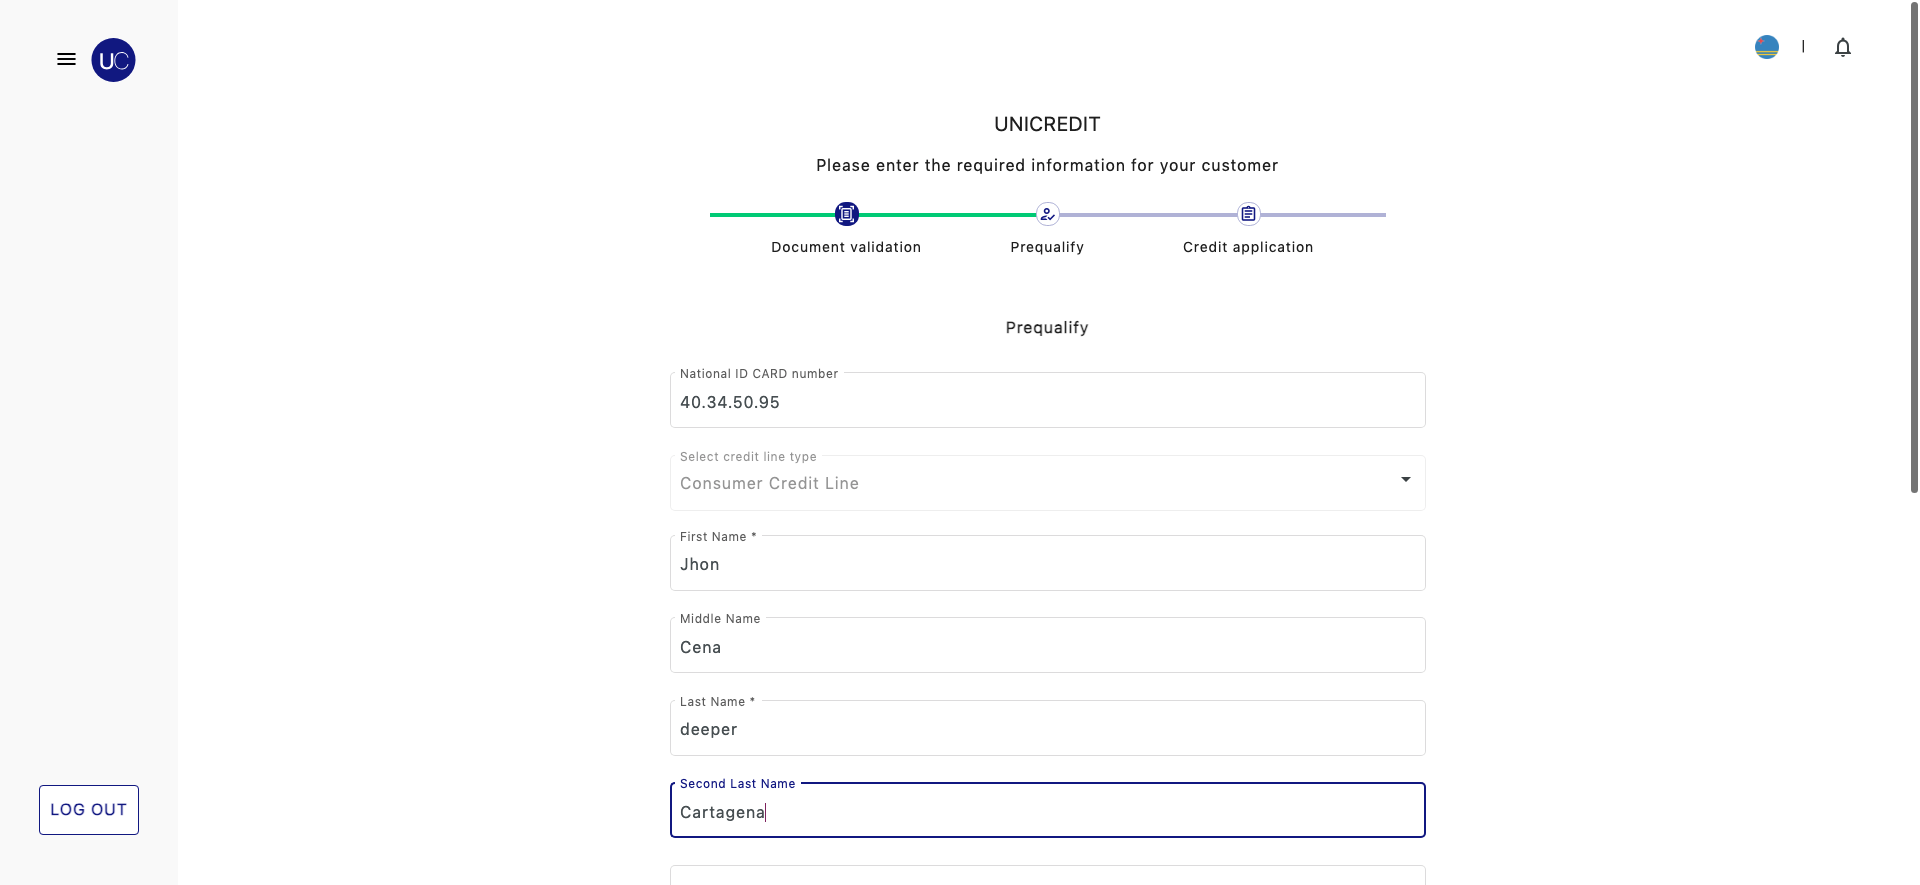 UC
UNICREDIT
Please enter the required information for your customer
Document validation
Prequalify
Credit application
Prequalify
National ID CARD number
40.34.50.95
Select credit line type
Consumer Credit Line
First Name *
Jhon
Middle Name
Cena
Last Name *
deeper
Second Last Name
Cartagena
LOG OUT